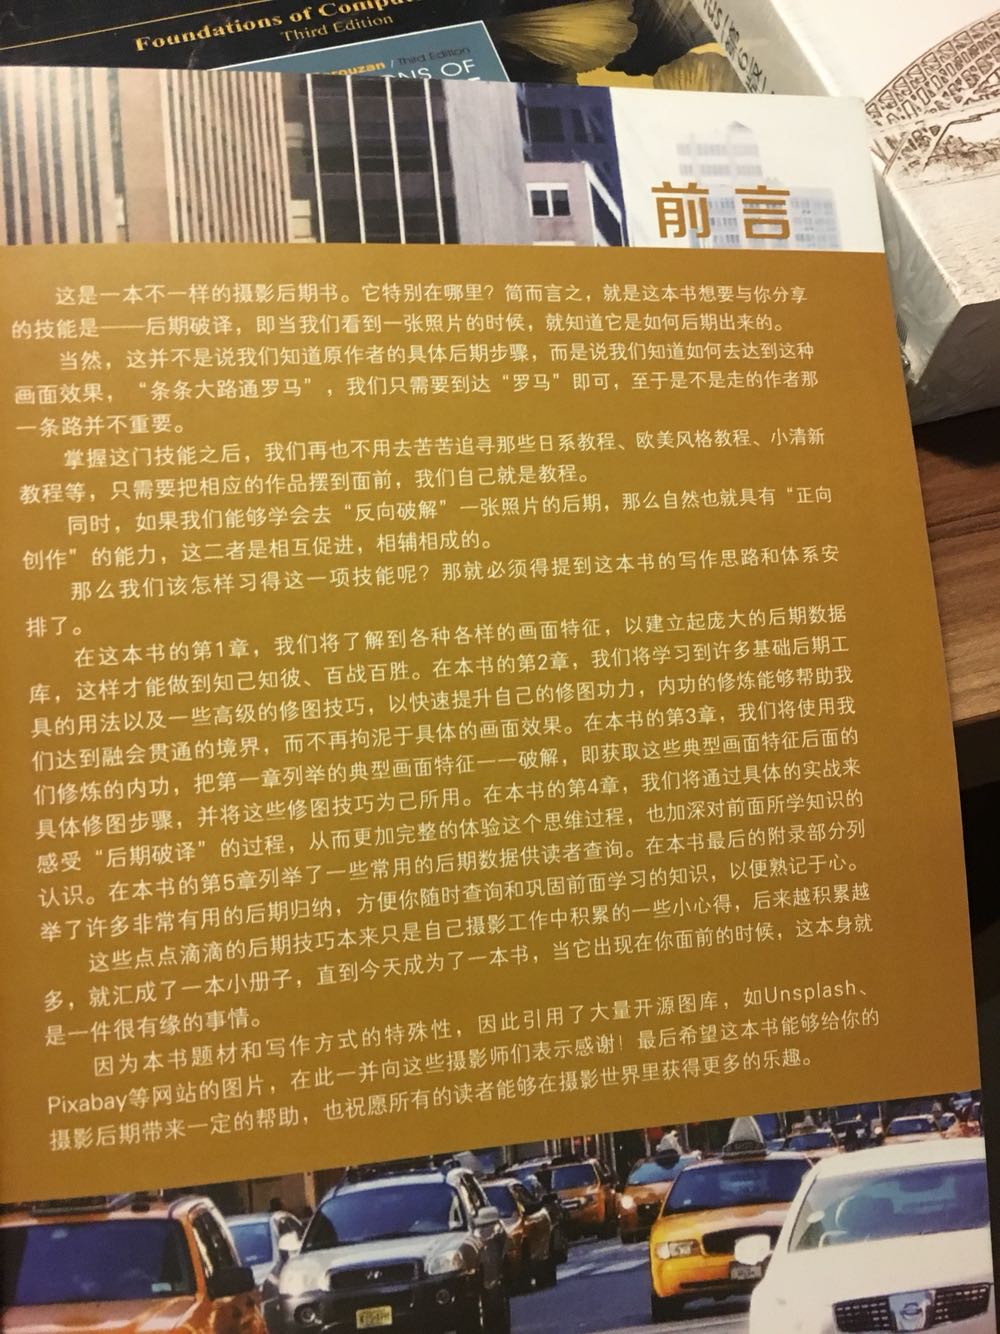 Foundations of Comput
Third Edition
Forouzan / Third Edition
NS OF
前言
这是一本不一样的摄影后期书。它特别在哪里？简而言之，就是这本书想要与你分享
的技能是——后期破译，即当我们看到一张照片的时候，就知道它是如何后期出来的。
当然，这并不是说我们知道原作者的具体后期步骤，而是说我们知道如何去达到这种
画面效果，“条条大路通罗马”，我们只需要到达“罗马”即可，至于是不是走的作者那
一条路并不重要。
掌握这门技能之后，我们再也不用去苦苦追寻那些日系教程、欧美风格教程、小清新
教程等，只需要把相应的作品摆到面前，我们自己就是教程。
同时，如果我们能够学会去“反向破解”一张照片的后期，那么自然也就具有“正向
创作”的能力，这二者是相互促进，相辅相成的。
那么我们该怎样习得这一项技能呢？那就必须得提到这本书的写作思路和体系安
排了。
在这本书的第1章，我们将了解到各种各样的画面特征，以建立起庞大的后期数据
库，这样才能做到知己知彼、百战百胜。在本书的第2章，我们将学习到许多基础后期工
具的用法以及一些高级的修图技巧，以快速提升自己的修图功力，内功的修炼能够帮助我
们达到融会贯通的境界，而不再拘泥于具体的画面效果。在本书的第3章，我们将使用我
们修炼的内功，把第一章列举的典型画面特征一一破解，即获取这些典型画面特征后面的
具体修图步骤，并将这些修图技巧为己所用。在本书的第4章，我们将通过具体的实战来
感受“后期破译”的过程，从而更加完整的体验这个思维过程，也加深对前面所学知识的
认识。在本书的第5章列举了一些常用的后期数据供读者查询。在本书最后的附录部分列
举了许多非常有用的后期归纳，方便你随时查询和巩固前面学习的知识，以便熟记于心。
这些点点滴滴的后期技巧本来只是自己摄影工作中积累的一些小心得，后来越积累越
多，就汇成了一本小册子，直到今天成为了一本书，当它出现在你面前的时候，这本身就
是一件很有缘的事情。
因为本书题材和写作方式的特殊性，因此引用了大量开源图库，如Unsplash、
Pixabay等网站的图片，在此一并向这些摄影师们表示感谢！最后希望这本书能够给你的
摄影后期带来一定的帮助，也祝愿所有的读者能够在摄影世界里获得更多的乐趣。